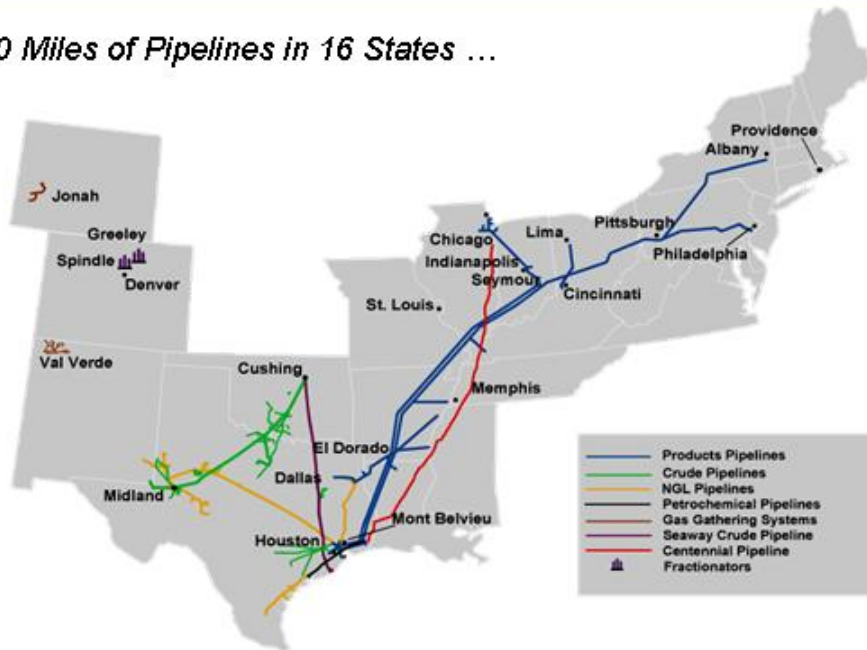 0 Miles of Pipelines in 16 States ...
Providence
Albany
Jonah
Greeley
Spindle
Denver
Chicago
Lima
Pittsburgh
Philadelphia
Indianapolis
Seymour
Cincinnati
St. Louis
Val Verde
Cushing
Memphis
El Dorado
Dallas
Midland
Mont Belvieu
Houston
Products Pipelines
Crude Pipelines
NGL Pipelines
Petrochemical Pipelines
Gas Gathering Systems
Seaway Crude Pipeline
Centennial Pipeline
Fractionators